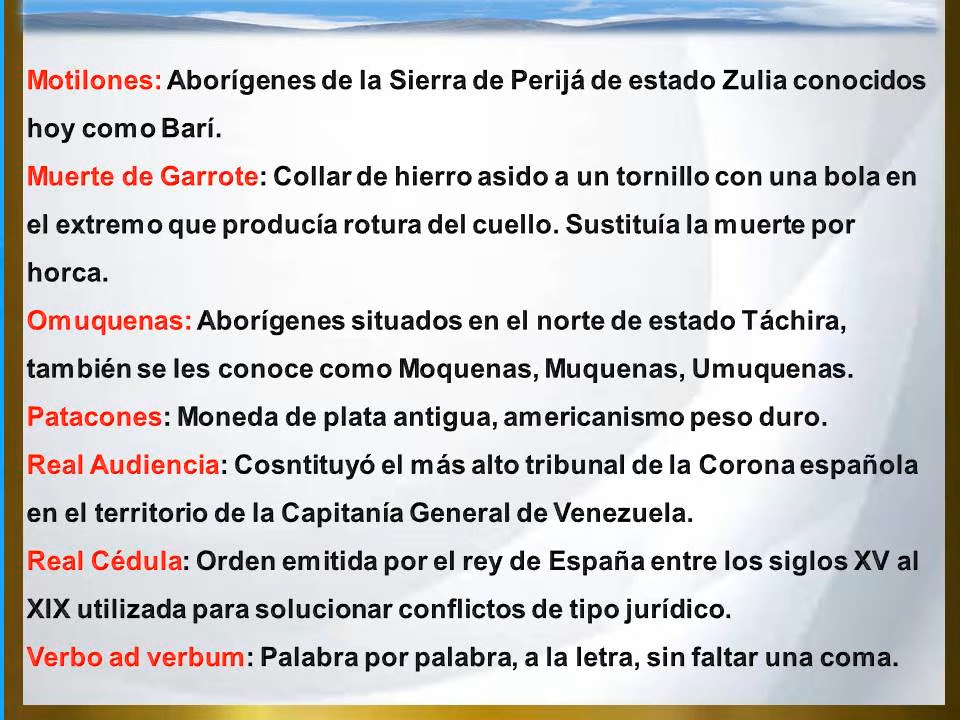 Motilones: Aborígenes de la Sierra de Perijá de estado Zulia conocidos
hoy como Barí.
Muerte de Garrote: Collar de hierro asido a un tornillo con una bola en
el extremo que producía rotura del cuello. Sustituía la muerte por
horca.
Omuquenas: Aborígenes situados en el norte de estado Táchira,
también se les conoce como Moquenas, Muquenas, Umuquenas.
Patacones: Moneda de plata antigua, americanismo peso duro.
Real Audiencia: Cosntituyó el más alto tribunal de la Corona española
en el territorio de la Capitanía General de Venezuela.
Real Cédula: Orden emitida por el rey de España entre los siglos XV al
XIX utilizada para solucionar conflictos de tipo jurídico.
Verbo ad verbum: Palabra por palabra, a la letra, sin faltar una coma.